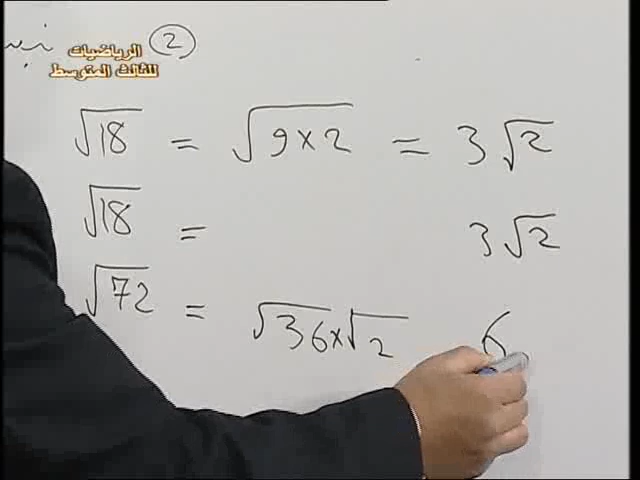 ②
الرياضيات
للثالث المتوسط
√18 = √9×2 = 3√2
√18 = 3√2
√72 = √36×√2 6